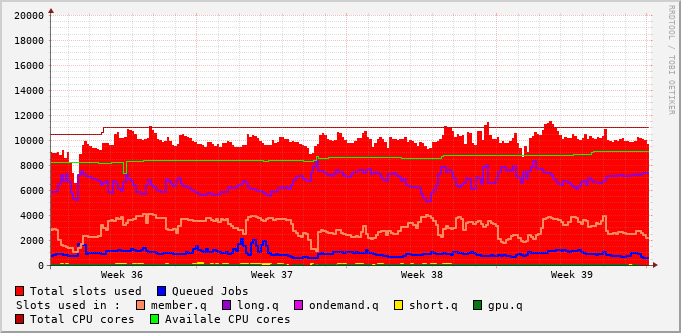 20000
18000
16000
14000
12000
10000
8000
6000
4000
2000
0
Week 36 Week 37 Week 38 Week 39
RRDTOOL / TOBI OETIKER
Total slots used Queued Jobs
Slots used in : member.q long.q ondemand.q short.q gpu.q
Total CPU cores Availale CPU cores